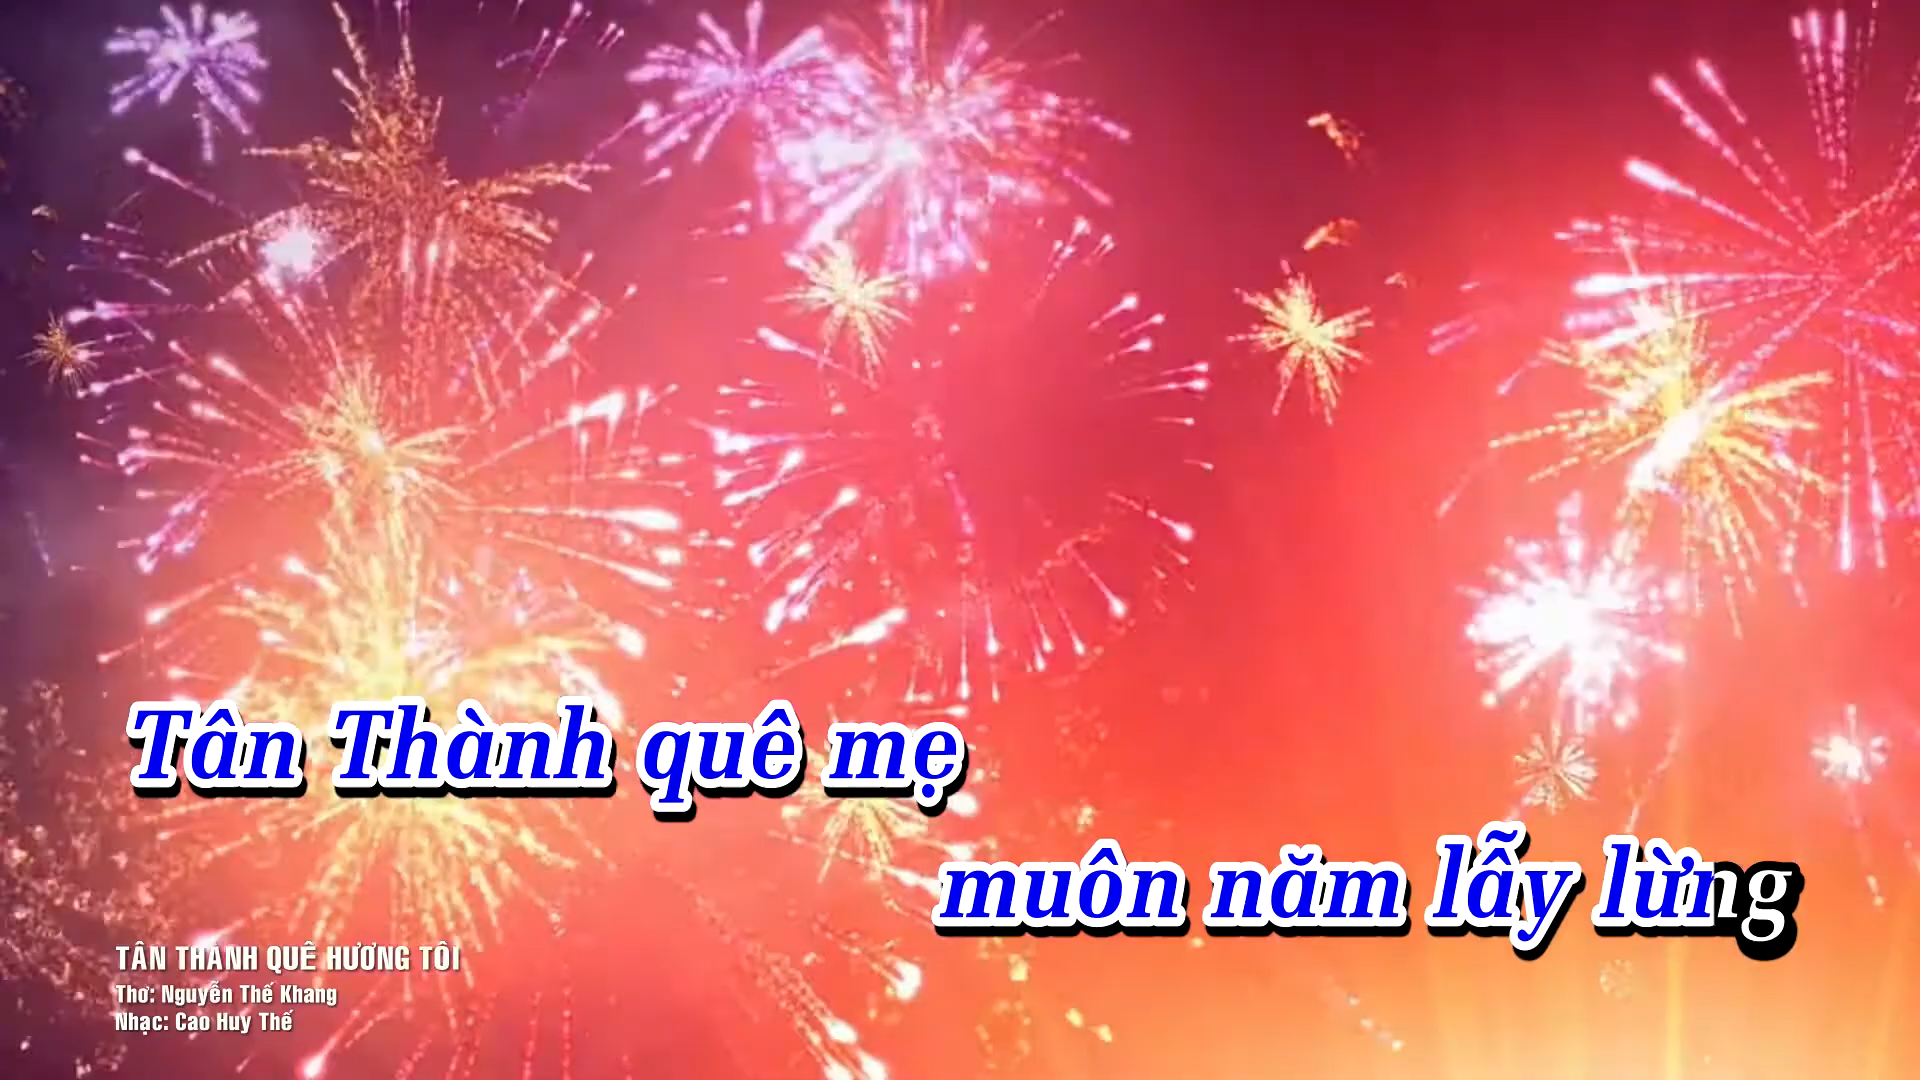 Tân Thành quê mẹ
muôn năm lẫy lừng
TÂN THÀNH QUÊ HƯƠNG TÔI
Thơ: Nguyễn Thế Khang
Nhạc: Cao Huy Thế